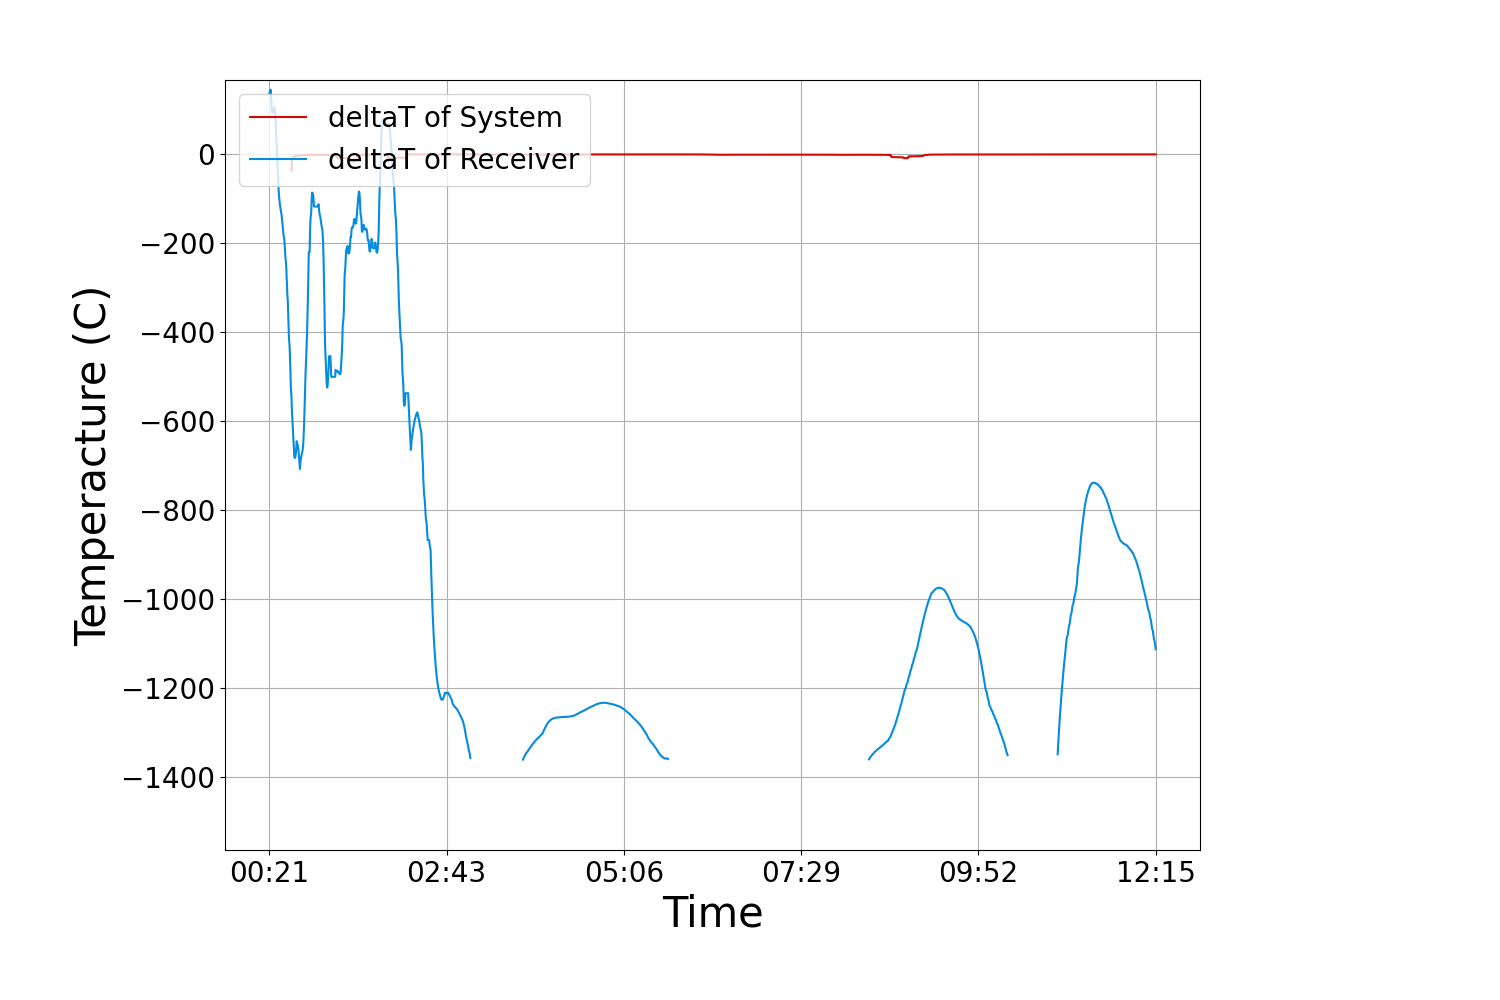 deltaT of System
deltaT of Receiver
0
−200
−400
−600
−800
−1000
−1200
−1400
Temperacture (C)
00:21 02:43 05:06 07:29 09:52 12:15
Time